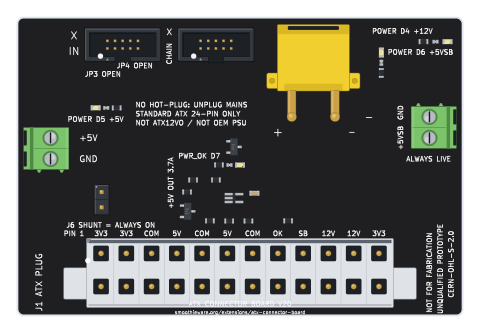 X
IN
JP4 OPEN
JP3 OPEN
X
CHAIN
POWER D4 +12V
POWER D6 +5VSB
POWER D5 +5V
NO HOT-PLUG: UNPLUG MAINS
STANDARD ATX 24-PIN ONLY
NOT ATX12VO / NOT OEM PSU
+ - -
+5V
GND
PWR_OK D7
+5V OUT 3.7A
+5VSB GND
ALWAYS LIVE
J6 SHUNT = ALWAYS ON
PIN 1
3V3 3V3 COM 5V COM 5V COM OK SB 12V 12V 3V3
J1 ATX PLUG
NOT FOR FABRICATION
UNQUALIFIED PROTOTYPE
CERN-OHL-S-2.0
ATX CONNECTOR BOARD V20
smoothieware.org/extensions/atx-connector-board